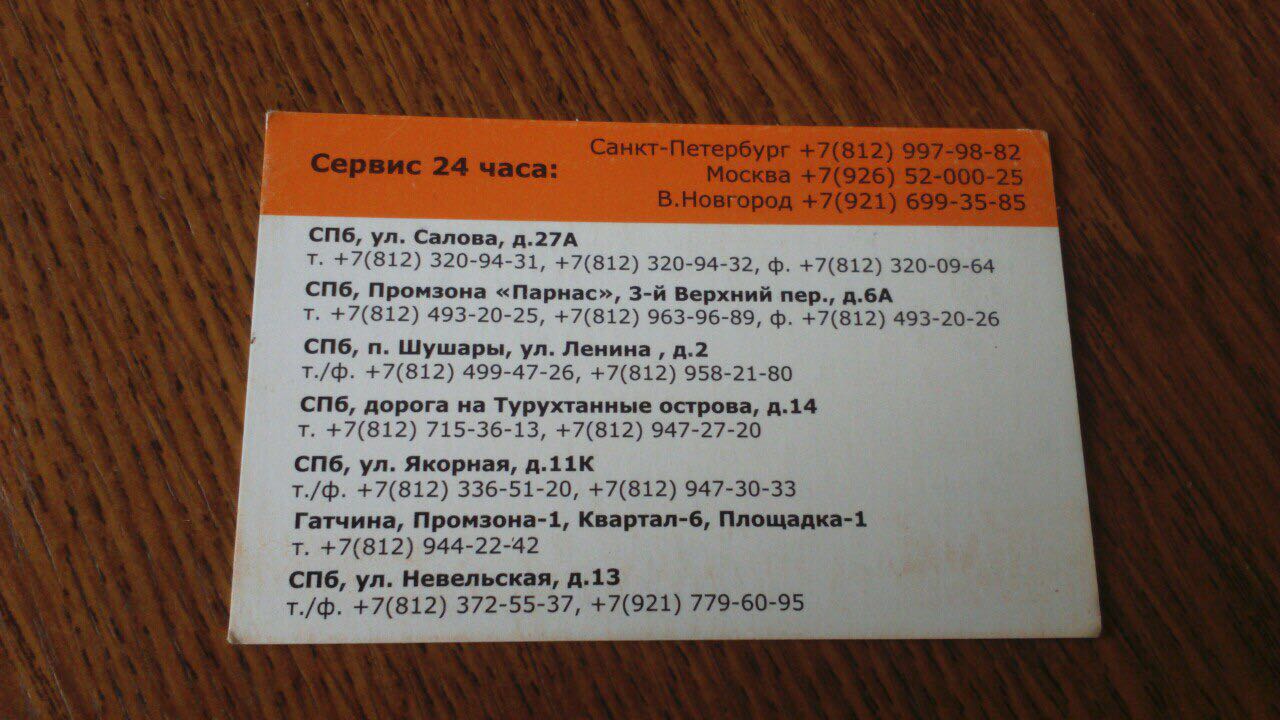 Сервис 24 часа:
Санкт-Петербург +7(812) 997-98-82
Москва +7(926) 52-000-25
В.Новгород +7(921) 699-35-85
СПб, ул. Салова, д.27А
т. +7(812) 320-94-31, +7(812) 320-94-32, ф. +7(812) 320-09-64
СПб, Промзона «Парнас», 3-й Верхний пер., д.6А
т. +7(812) 493-20-25, +7(812) 963-96-89, ф. +7(812) 493-20-26
СПб, п. Шушары, ул. Ленина , д.2
т./ф. +7(812) 499-47-26, +7(812) 958-21-80
СПб, дорога на Турухтанные острова, д.14
т. +7(812) 715-36-13, +7(812) 947-27-20
СПб, ул. Якорная, д.11К
т./ф. +7(812) 336-51-20, +7(812) 947-30-33
Гатчина, Промзона-1, Квартал-6, Площадка-1
т. +7(812) 944-22-42
СПб, ул. Невельская, д.13
т./ф. +7(812) 372-55-37, +7(921) 779-60-95